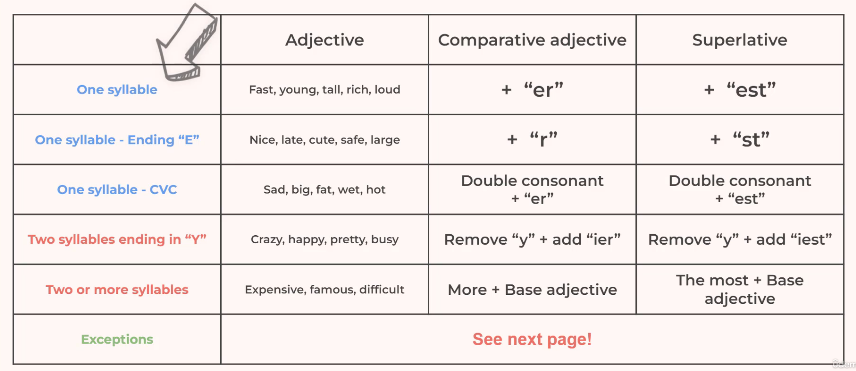 Adjective Comparative adjective Superlative
One syllable Fast, young, tall, rich, loud + “er” + “est”
One syllable - Ending “E” Nice, late, cute, safe, large + “r” + “st”
One syllable - CVC Sad, big, fat, wet, hot Double consonant + “er” Double consonant + “est”
Two syllables ending in “Y” Crazy, happy, pretty, busy Remove “y” + add “ier” Remove “y” + add “iest”
Two or more syllables Expensive, famous, difficult More + Base adjective The most + Base adjective
Exceptions See next page!